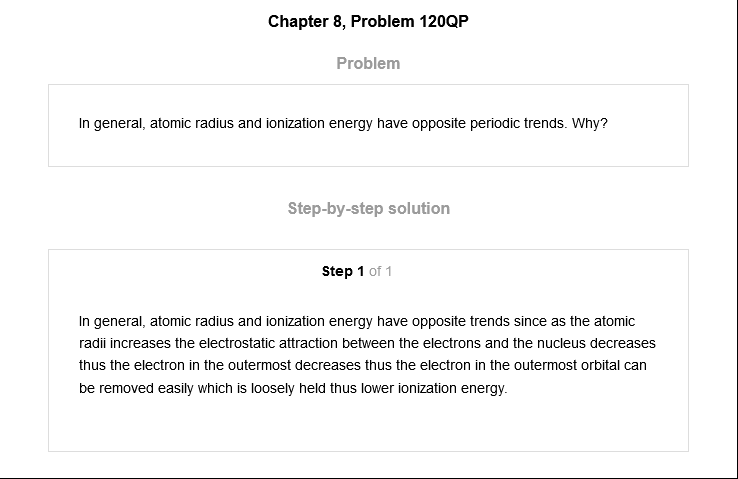 Chapter 8, Problem 120QP
Problem
In general, atomic radius and ionization energy have opposite periodic trends. Why?
Step-by-step solution
Step 1 of 1
In general, atomic radius and ionization energy have opposite trends since as the atomic
radii increases the electrostatic attraction between the electrons and the nucleus decreases
thus the electron in the outermost decreases thus the electron in the outermost orbital can
be removed easily which is loosely held thus lower ionization energy.